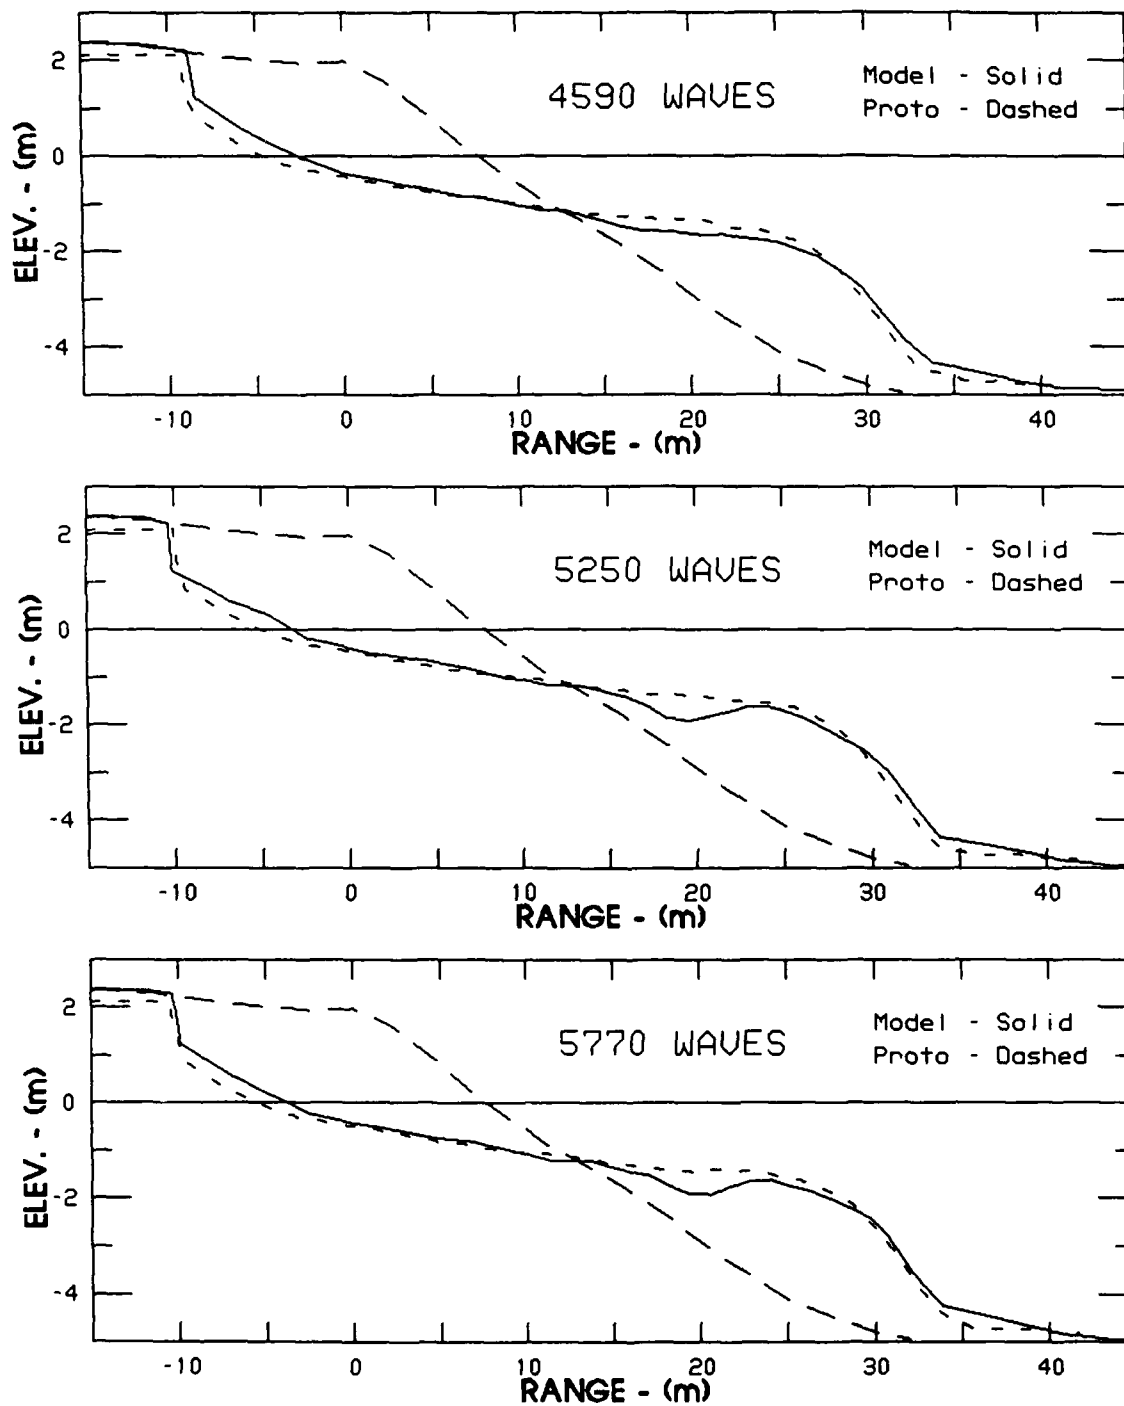 2
4590 WAVES
Model - Solid
Proto - Dashed
0
-2
-4
ELEV. - (m)
-10 0 10 20 30 40
RANGE - (m)
2
5250 WAVES
Model - Solid
Proto - Dashed
0
-2
-4
ELEV. - (m)
-10 0 10 20 30 40
RANGE - (m)
2
5770 WAVES
Model - Solid
Proto - Dashed
0
-2
-4
ELEV. - (m)
-10 0 10 20 30 40
RANGE - (m)